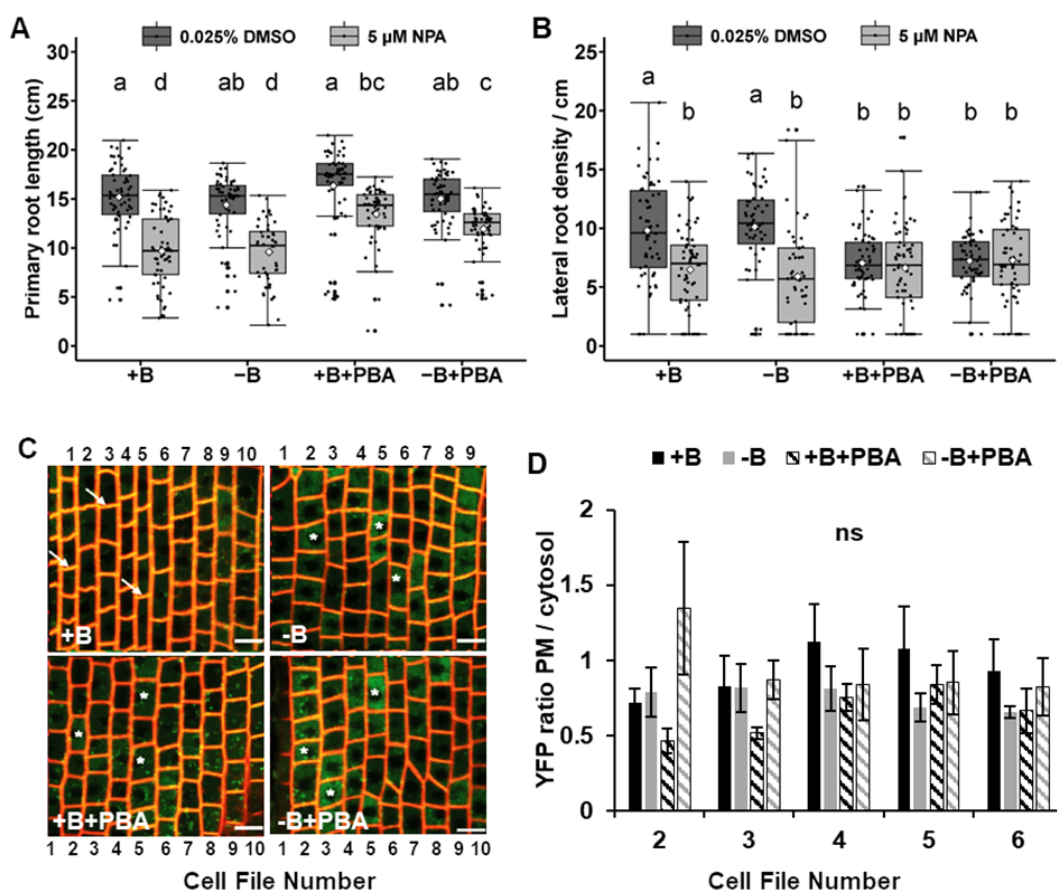 A
0.025% DMSO 5 µM NPA
Primary root length (cm)
30
25
20
15
10
5
0
a d ab d a bc ab c
+B −B +B+PBA −B+PBA
B
0.025% DMSO 5 µM NPA
Lateral root density / cm
30
25
20
15
10
5
0
a b a b b b b b
+B −B +B+PBA −B+PBA
C
1 2 3 4 5 6 7 8 9 10
1 2 3 4 5 6 7 8 9
+B
-B
* * *
+B+PBA
* * *
-B+PBA
* * *
1 2 3 4 5 6 7 8 9 10
1 2 3 4 5 6 7 8 9 10
Cell File Number
D
+B -B +B+PBA -B+PBA
YFP ratio PM / cytosol
2
1.5
1
0.5
0
ns
2 3 4 5 6
Cell File Number